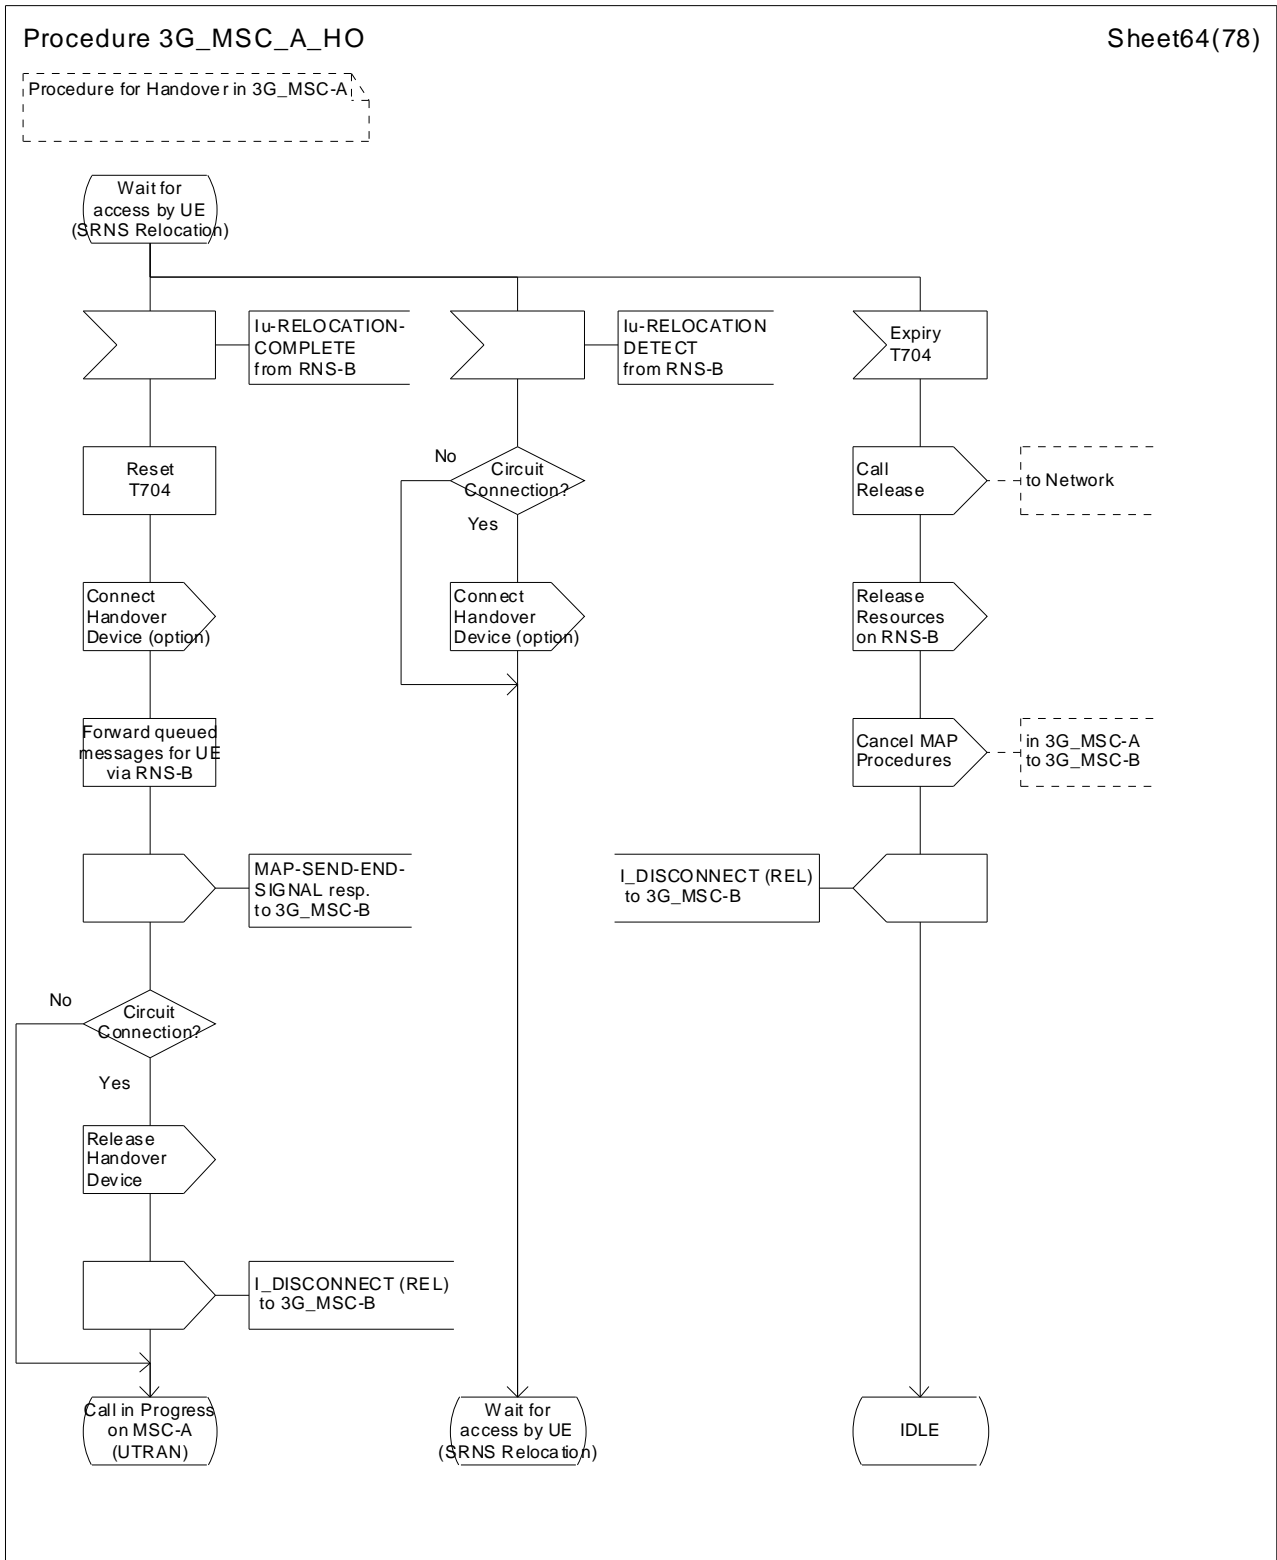 Procedure 3G_MSC_A_HO
Sheet64(78)
Procedure for Handover in 3G_MSC-A
Wait for
access by UE
(SRNS Relocation)
Iu-RELOCATION-
COMPLETE
from RNS-B
Iu-RELOCATION
DETECT
from RNS-B
Expiry
T704
Reset
T704
No
Circuit
Connection?
Yes
Call
Release
to Network
Connect
Handover
Device (option)
Connect
Handover
Device (option)
Release
Resources
on RNS-B
Forward queued
messages for UE
via RNS-B
Cancel MAP
Procedures
in 3G_MSC-A
to 3G_MSC-B
MAP-SEND-END-
SIGNAL resp.
to 3G_MSC-B
I_DISCONNECT (REL)
to 3G_MSC-B
No
Circuit
Connection?
Yes
Release
Handover
Device
I_DISCONNECT (REL)
to 3G_MSC-B
Call in Progress
on MSC-A
(UTRAN)
Wait for
access by UE
(SRNS Relocation)
IDLE